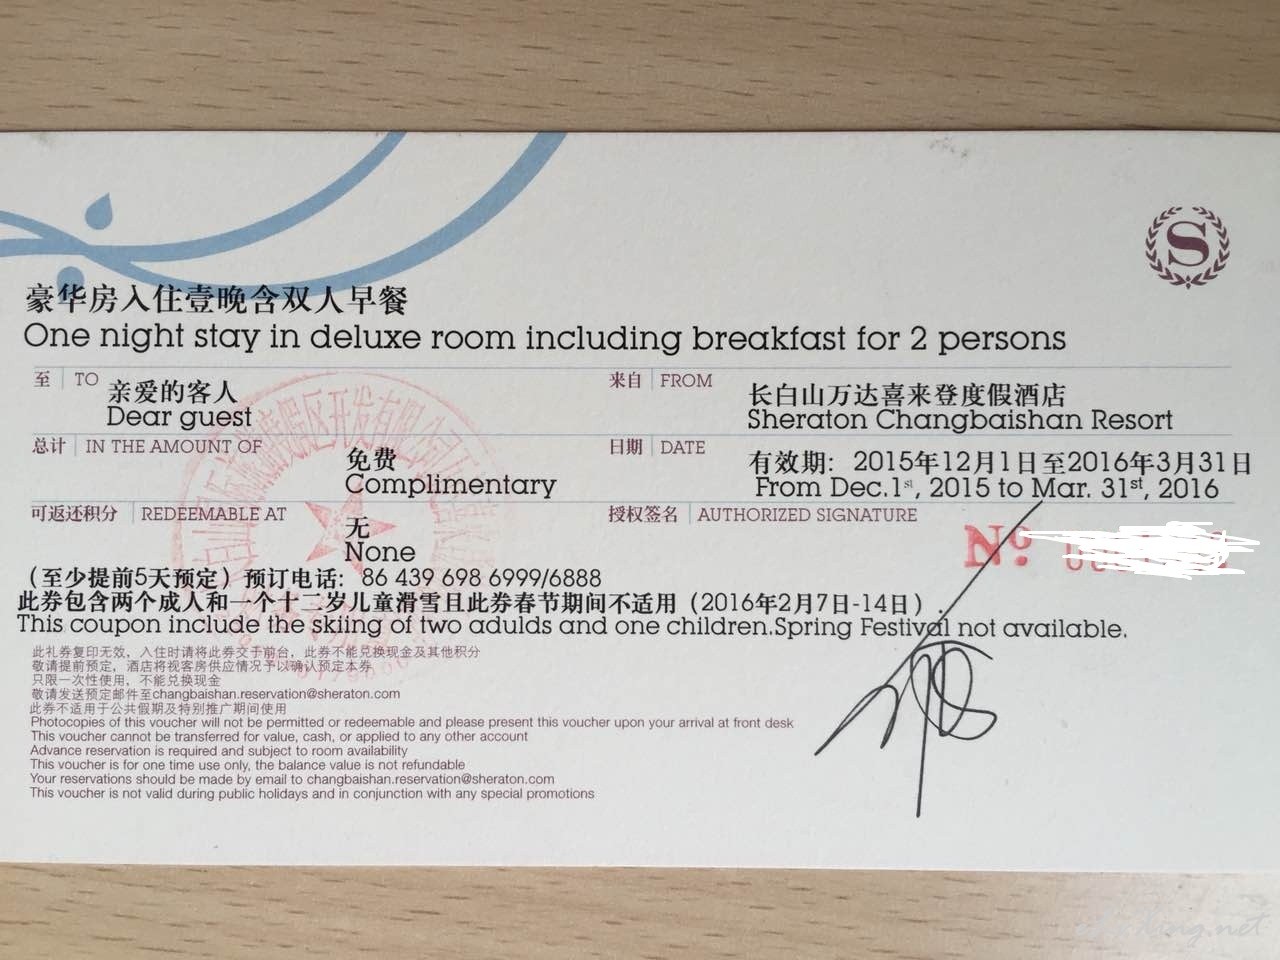 S
豪华房入住壹晚含双人早餐
One night stay in deluxe room including breakfast for 2 persons
至 TO 亲爱的客人
Dear guest
来自 FROM 长白山万达喜来登度假酒店
Sheraton Changbaishan Resort
总计 IN THE AMOUNT OF 免费
Complimentary
日期 DATE 有效期: 2015年12月1日至2016年3月31日
From Dec.1st, 2015 to Mar. 31st, 2016
可返还积分 REDEEMABLE AT 无
None
授权签名 AUTHORIZED SIGNATURE
No
（至少提前5天预定）预订电话: 86 439 698 6999/6888
此券包含两个成人和一个十二岁儿童滑雪且此券春节期间不适用（2016年2月7日-14日）.
This coupon include the skiing of two adulds and one children.Spring Festival not available.
此礼券复印无效，入住时请将此券交于前台，此券不能兑换现金及其他积分
敬请提前预定，酒店将视客房供应情况予以确认预定本券
只限一次性使用，不能兑换现金
敬请发送预定邮件至changbaishan.reservation@sheraton.com
此券不适用于公共假期及特别推广期间使用
Photocopies of this voucher will not be permitted or redeemable and please present this voucher upon your arrival at front desk
This voucher cannot be transferred for value, cash, or applied to any other account
Advance reservation is required and subject to room availability
This voucher is for one time use only, the balance value is not refundable
Your reservations should be made by email to changbaishan.reservation@sheraton.com
This voucher is not valid during public holidays and in conjunction with any special promotions